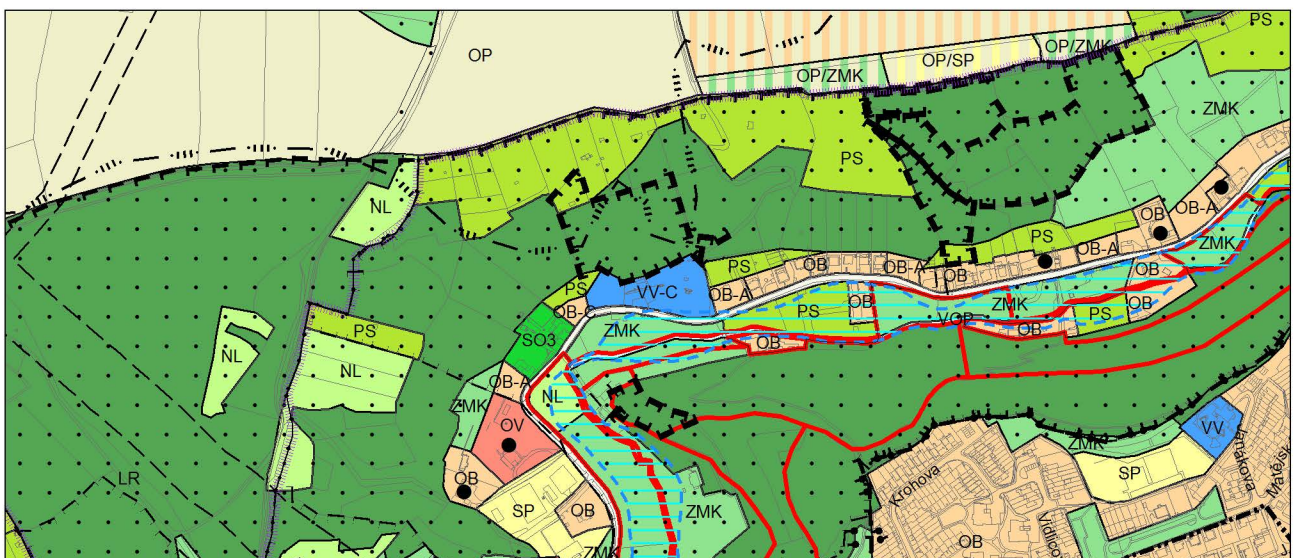 PS
OP
OP/ZMK
OP/SP
OP/ZMK
ZMK
PS
NL
OB
OB-A
PS
OB-A
ZMK
PS
OB
OB-A
OB
OB
PS
VV-C
OB-A
PS
OB
ZMK
OB
PS
OB
PS
ZMK
VOP
OB
SO3
OB
NL
NL
OB-A
NL
ZMK
OV
ZMK
VV
OB
LR
SP
OB
ZMK
SP
Krohova
OB
ZMK